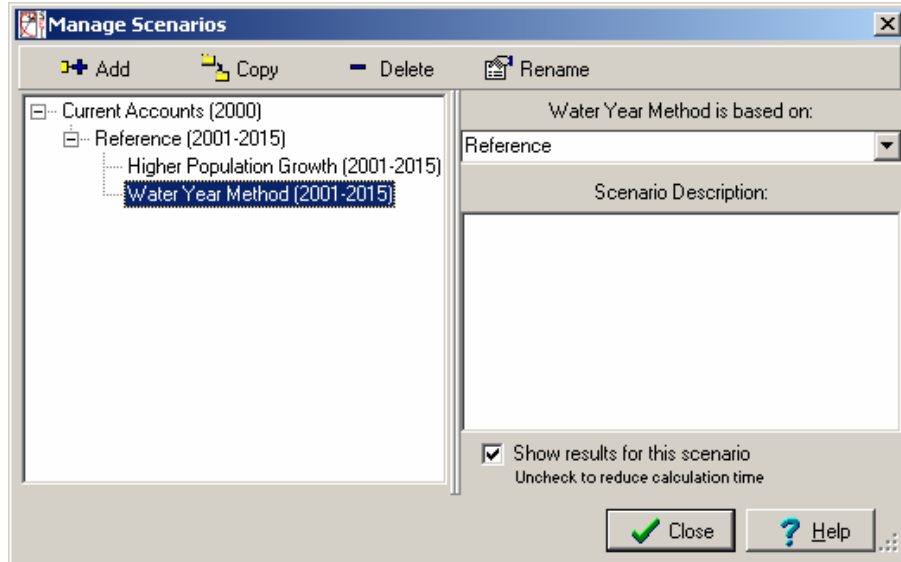 Manage Scenarios
Add Copy Delete Rename
Current Accounts (2000)
Reference (2001-2015)
Higher Population Growth (2001-2015)
Water Year Method (2001-2015)
Water Year Method is based on:
Reference
Scenario Description:
Show results for this scenario
Uncheck to reduce calculation time
Close Help